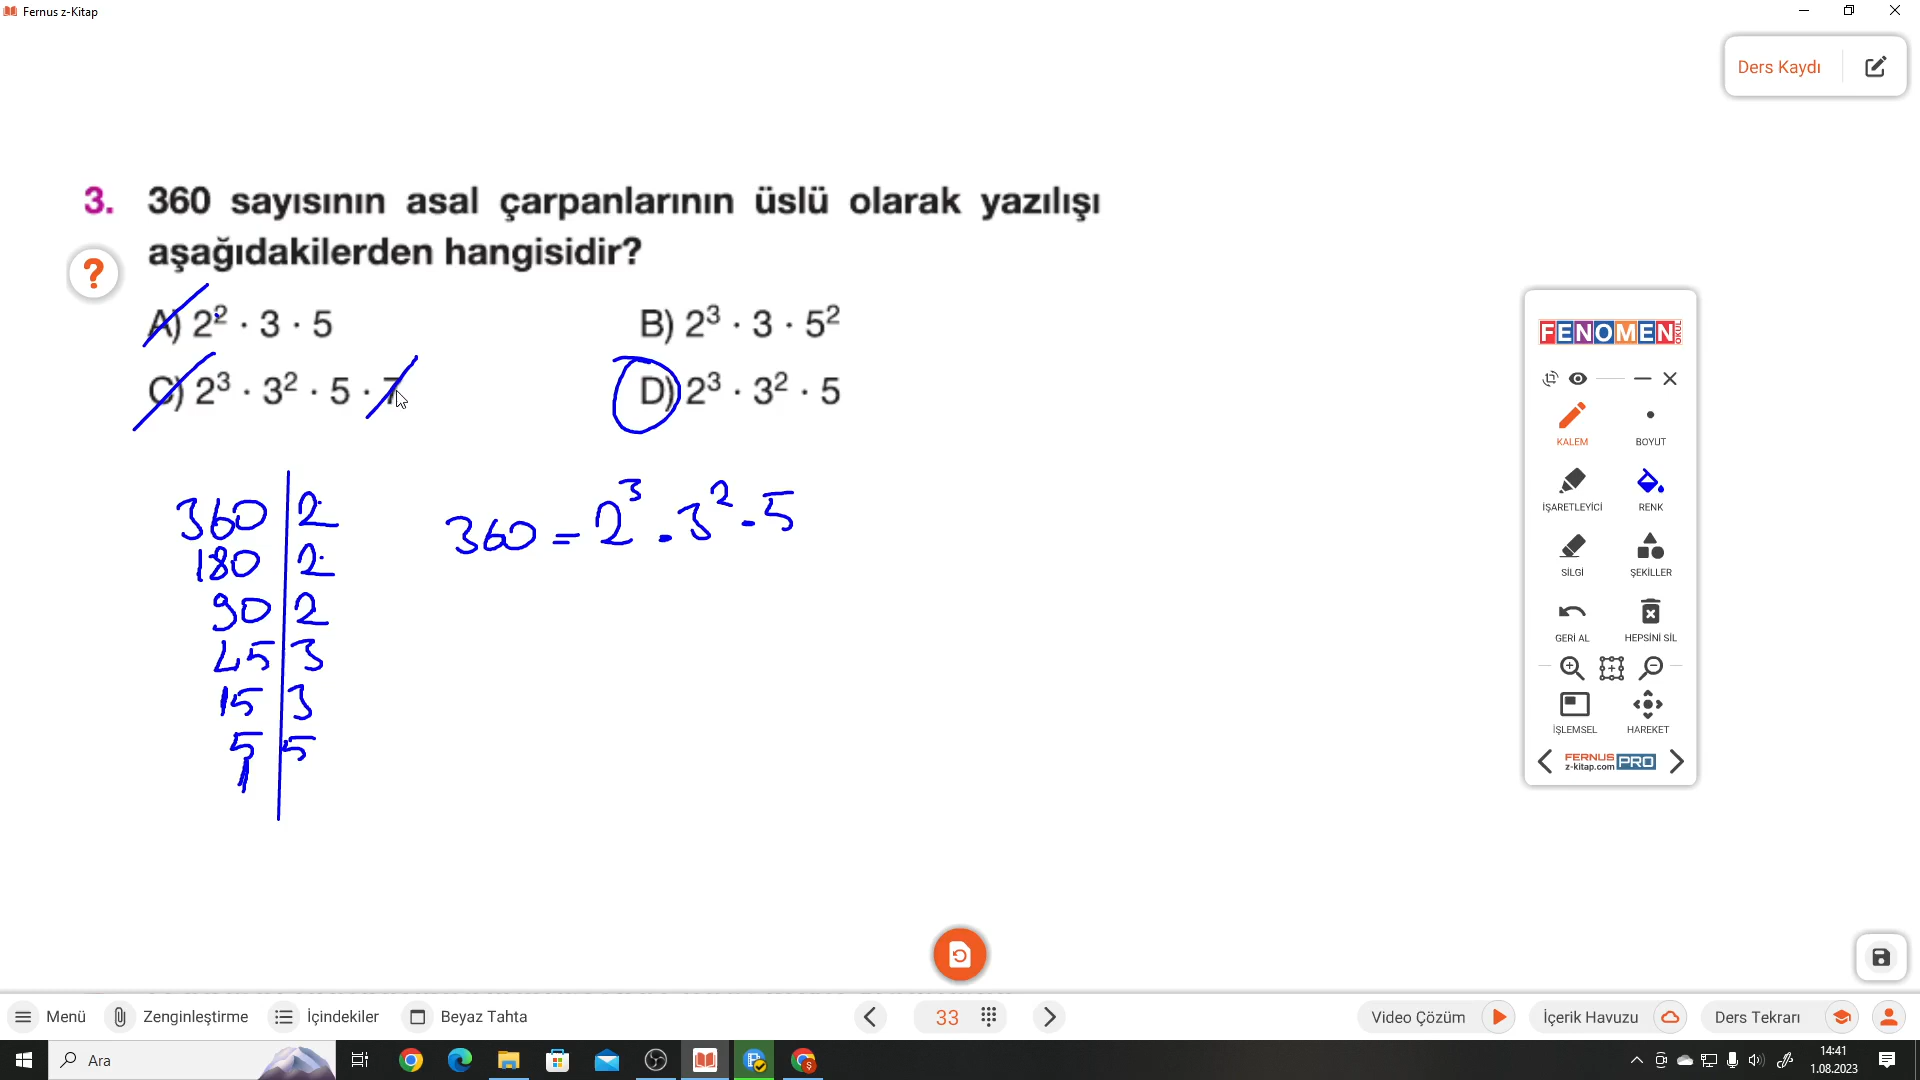 Fernus z-Kitap
Ders Kaydı
3. 360 sayısının asal çarpanlarının üslü olarak yazılışı
aşağıdakilerden hangisidir?
?
A) 2² · 3 · 5
B) 2³ · 3 · 5²
C) 2³ · 3² · 5 · 7
D) 2³ · 3² · 5
360 | 2
180 | 2
90 | 2
45 | 3
15 | 3
5 | 5
1
360 = 2³ . 3² . 5
FENOMEN OKUL
KALEM
BOYUT
İŞARETLEYİCİ
RENK
SİLGİ
ŞEKİLLER
GERİ AL
HEPSİNİ SİL
İŞLEMSEL
HAREKET
FERNUS
z-kitap.com
PRO
Menü
Zenginleştirme
İçindekiler
Beyaz Tahta
33
Video Çözüm
İçerik Havuzu
Ders Tekrarı
Ara
14:41
1.08.2023